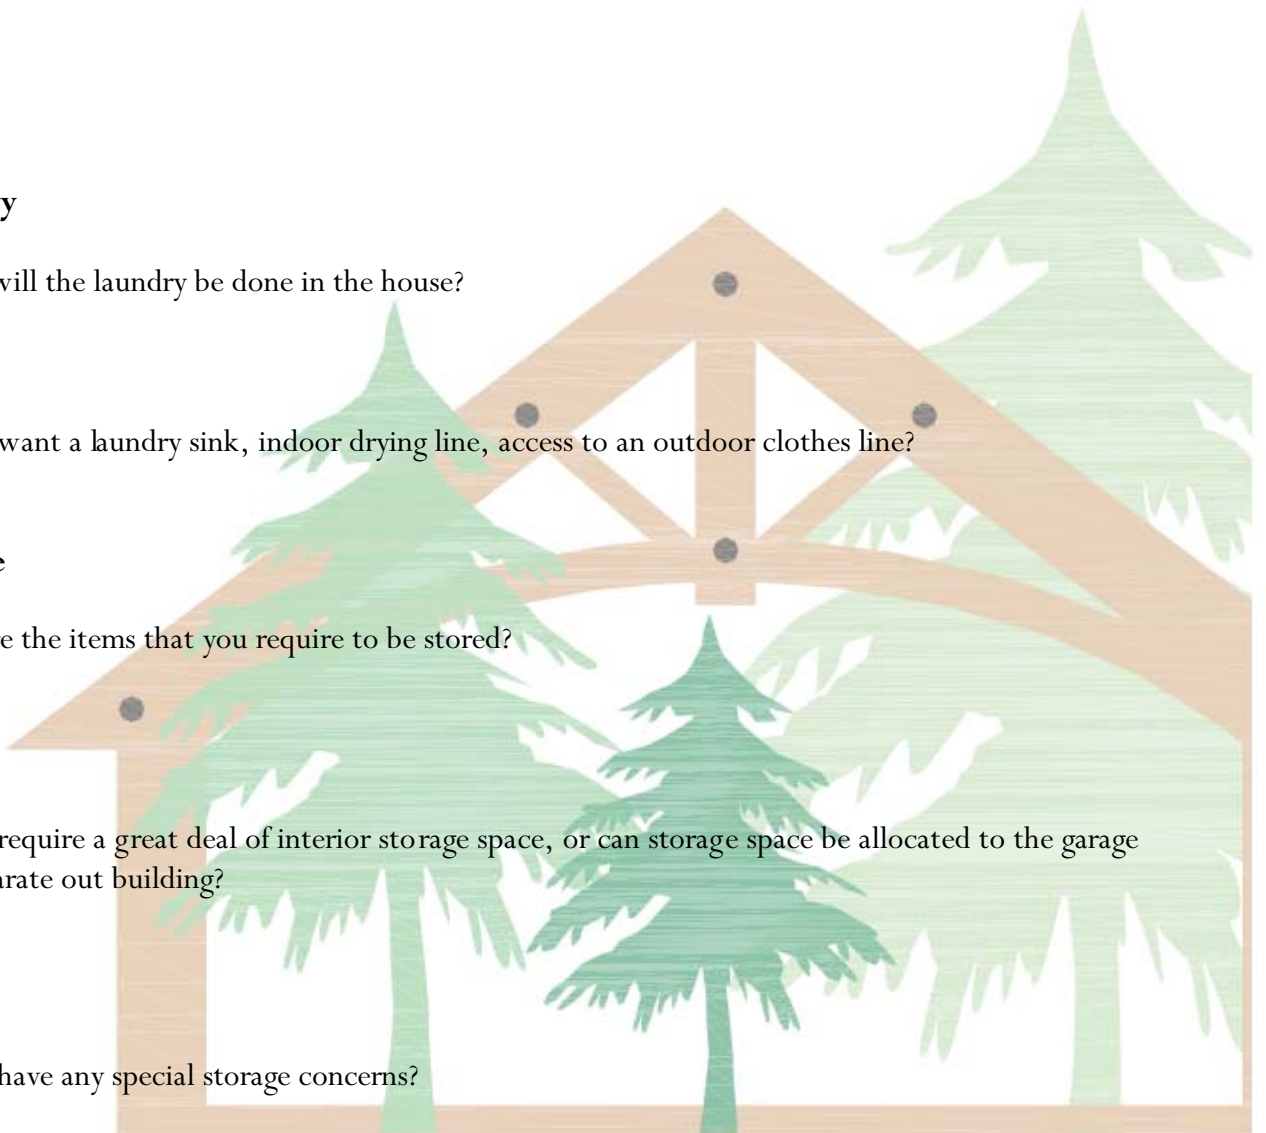 y
will the laundry be done in the house?
want a laundry sink, indoor drying line, access to an outdoor clothes line?
e
e the items that you require to be stored?
require a great deal of interior storage space, or can storage space be allocated to the garage
arate out building?
have any special storage concerns?